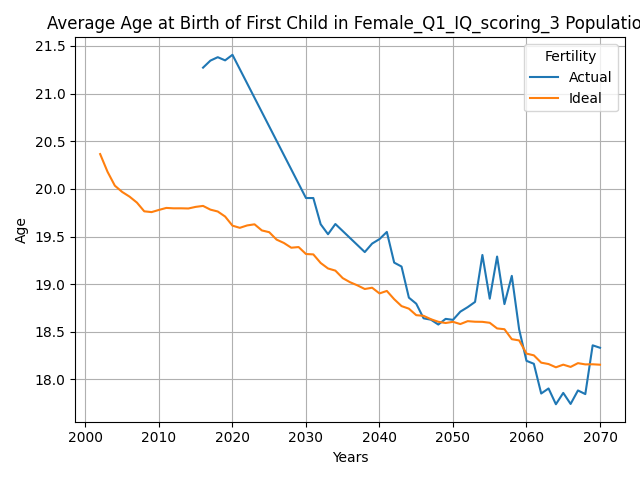 Average Age at Birth of First Child in Female_Q1_IQ_scoring_3 Populatio
Fertility
Actual
Ideal
21.5
21.0
20.5
20.0
19.5
19.0
18.5
18.0
Age
2000 2010 2020 2030 2040 2050 2060 2070
Years